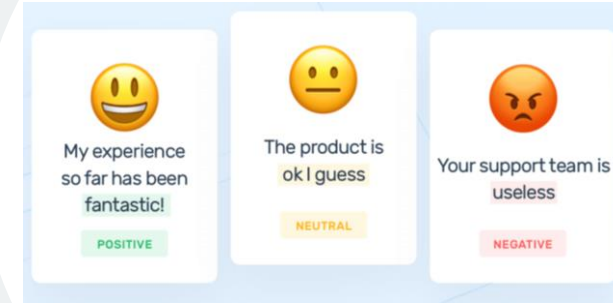 My experience
so far has been
fantastic!
POSITIVE
The product is
ok I guess
NEUTRAL
Your support team is
useless
NEGATIVE